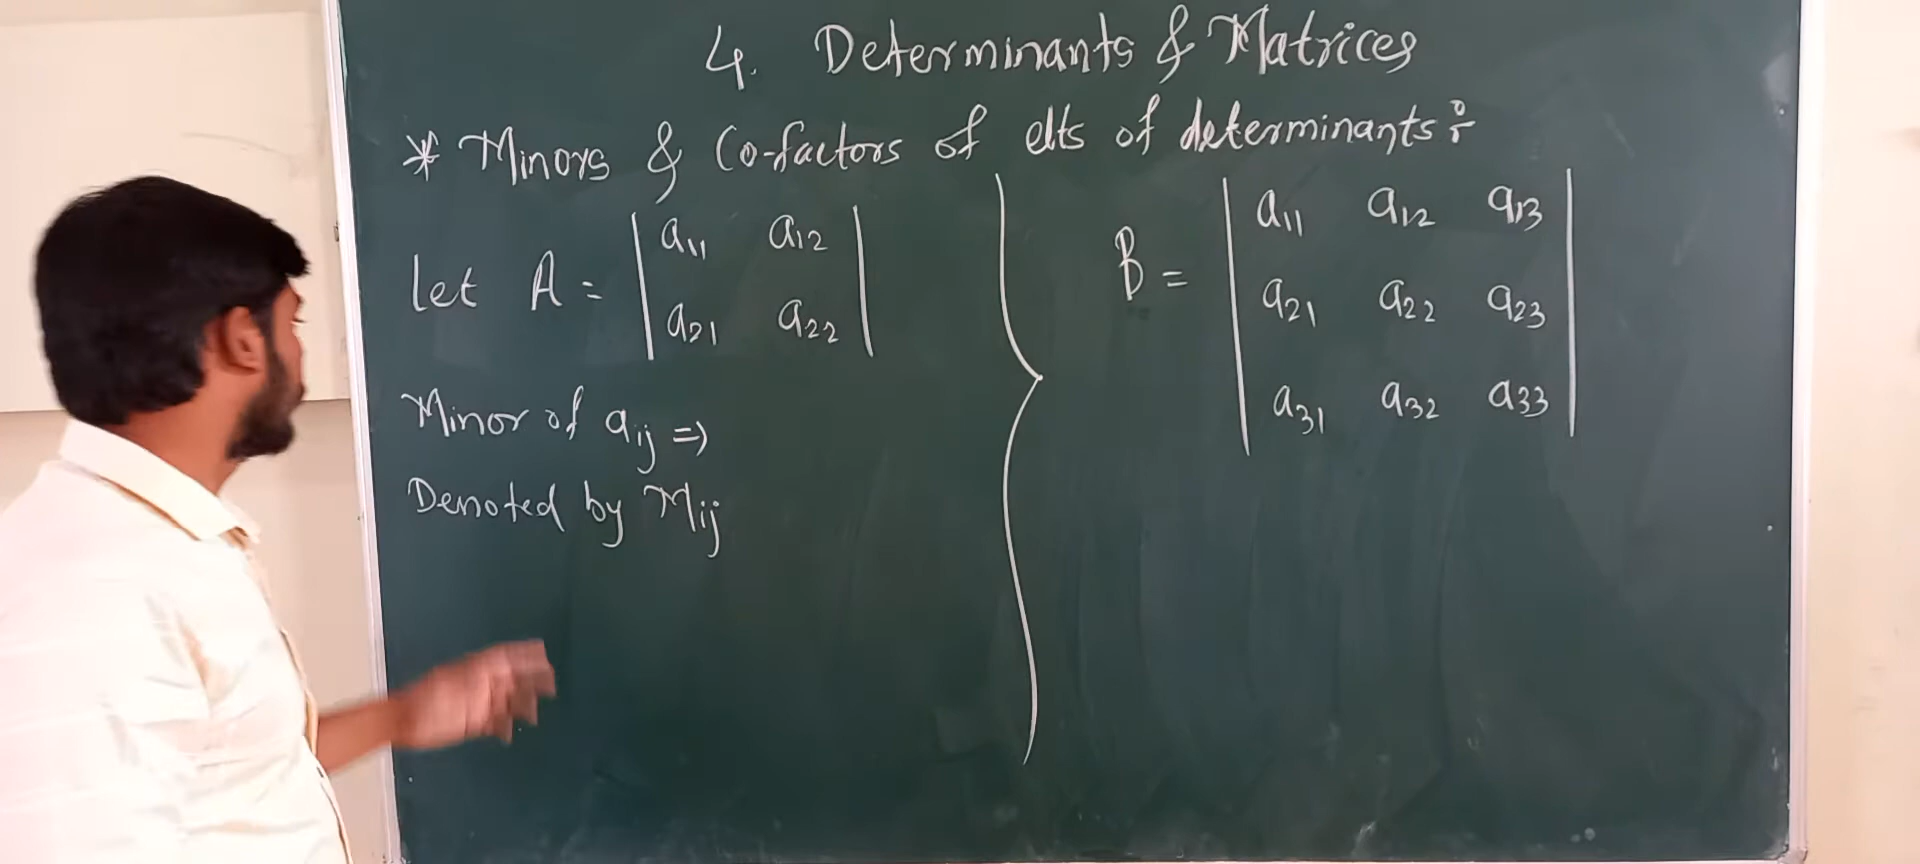 4. Determinants & Matrices
* Minors & Co-factors of elts of determinants :-
Let A = | a11 a12 |
| a21 a22 |
Minor of aij =>
Denoted by Mij
B = | a11 a12 a13 |
| a21 a22 a23 |
| a31 a32 a33 |